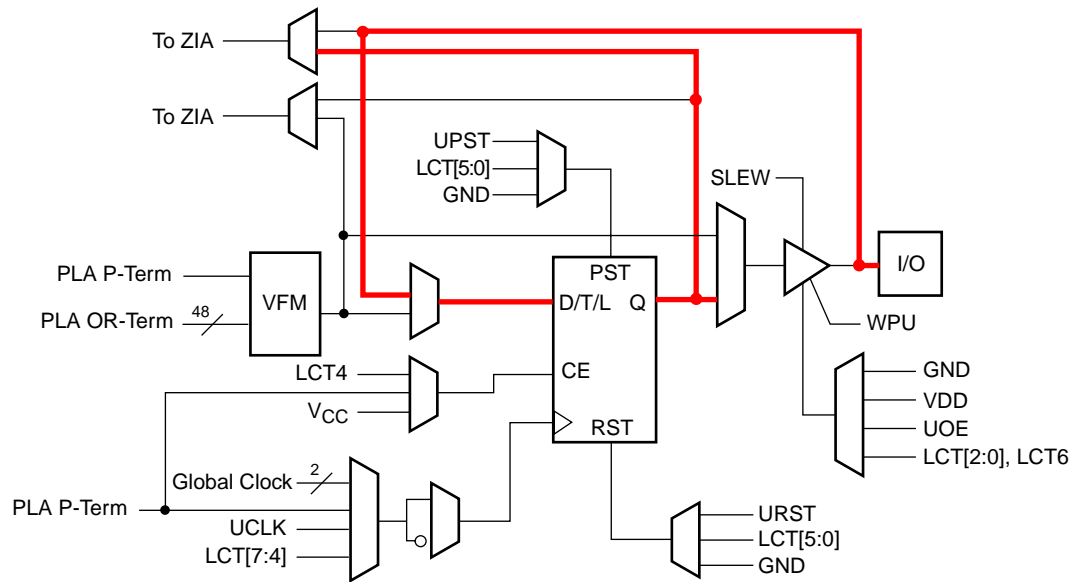 To ZIA
To ZIA
UPST
LCT[5:0]
GND
SLEW
PLA P-Term
VFM
PST
I/O
PLA OR-Term
48
D/T/L
Q
WPU
LCT4
CE
GND
VCC
VDD
RST
UOE
LCT[2:0], LCT6
Global Clock
2
PLA P-Term
UCLK
LCT[7:4]
URST
LCT[5:0]
GND